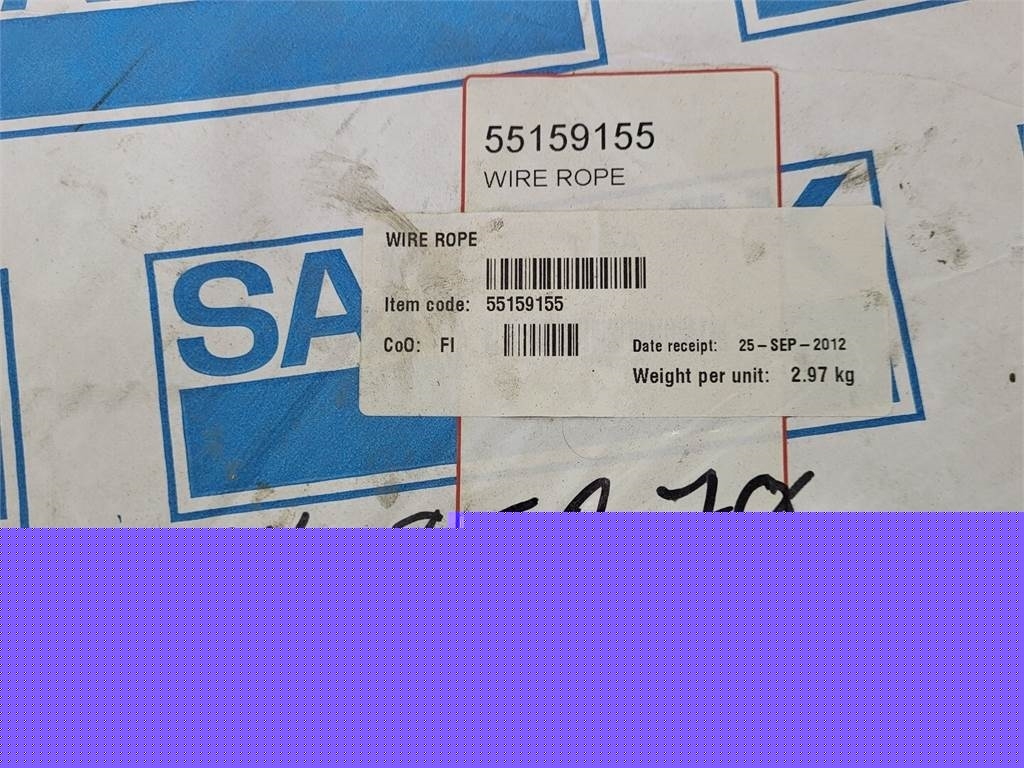 55159155
WIRE ROPE
WIRE ROPE
Item code: 55159155
CoO: FI
Date receipt: 25-SEP-2012
Weight per unit: 2.97 kg
SA